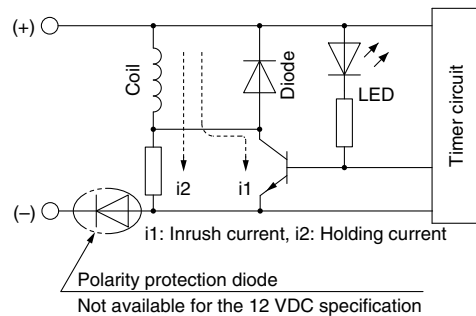 (+)
Coil
Diode
LED
Timer circuit
i2
i1
(–)
i1: Inrush current, i2: Holding current
Polarity protection diode
Not available for the 12 VDC specification